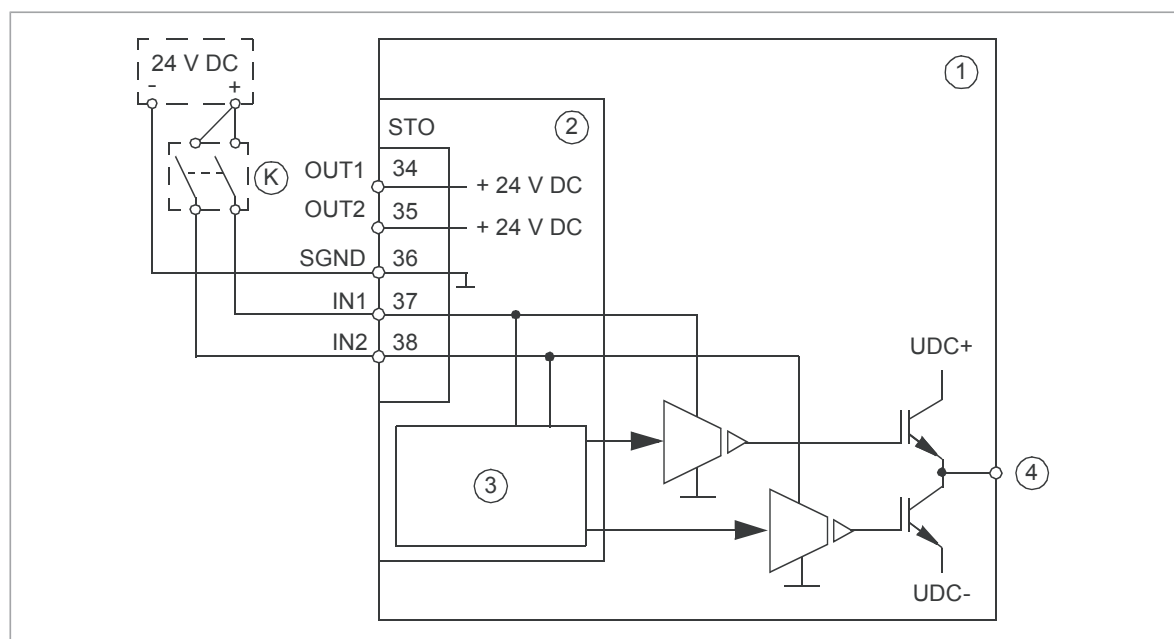 24 V DC
- +
K
1
2
STO
OUT1 34 + 24 V DC
OUT2 35 + 24 V DC
SGND 36
IN1 37
IN2 38
UDC+
3
4
UDC-